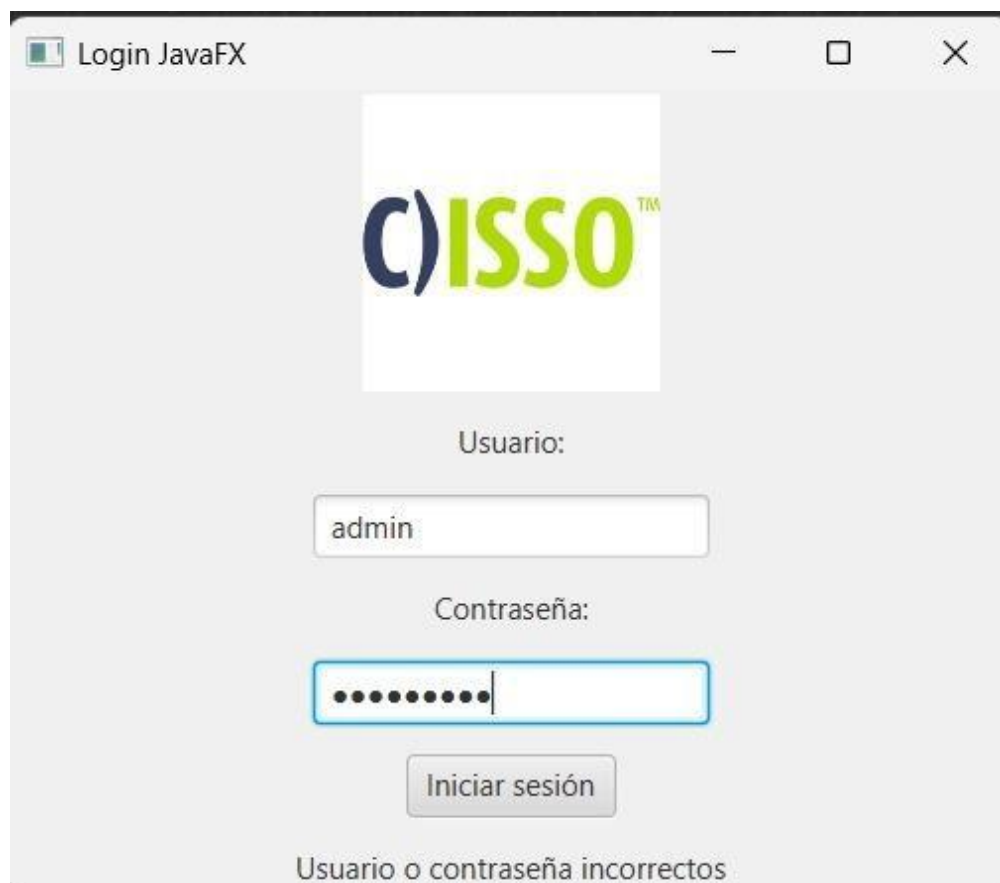 Login JavaFX
C)ISSO™
Usuario:
admin
Contraseña:
•••••••••
Iniciar sesión
Usuario o contraseña incorrectos